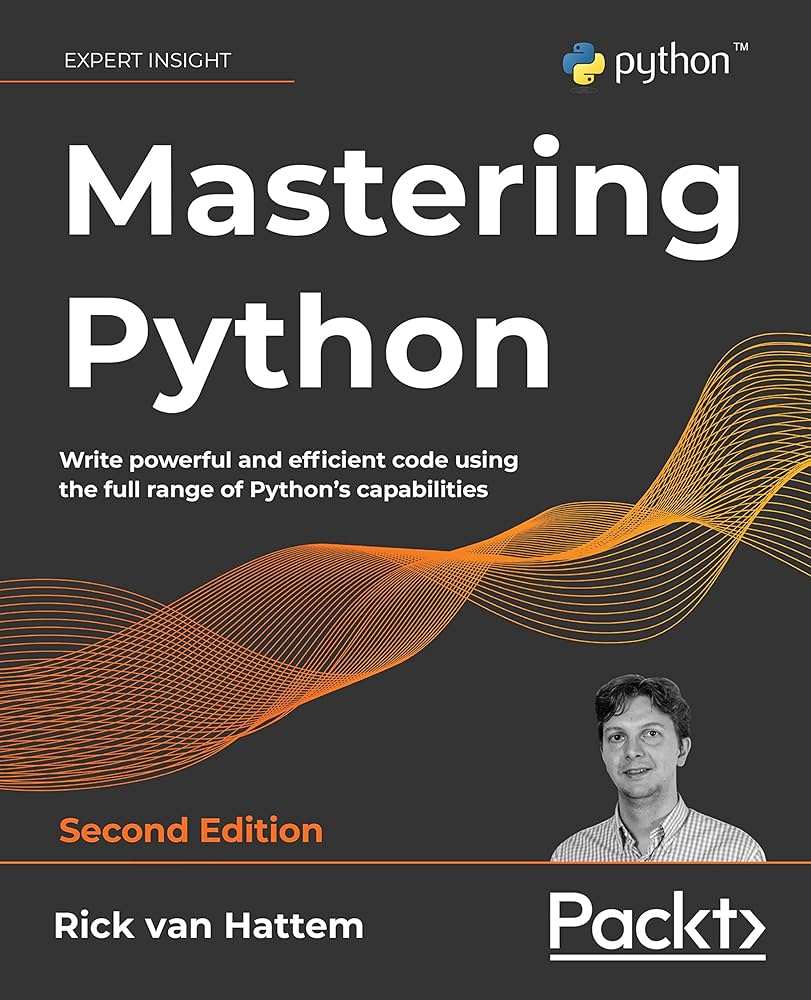 EXPERT INSIGHT
python™
Mastering
Python
Write powerful and efficient code using
the full range of Python’s capabilities
Second Edition
Rick van Hattem
Packt>